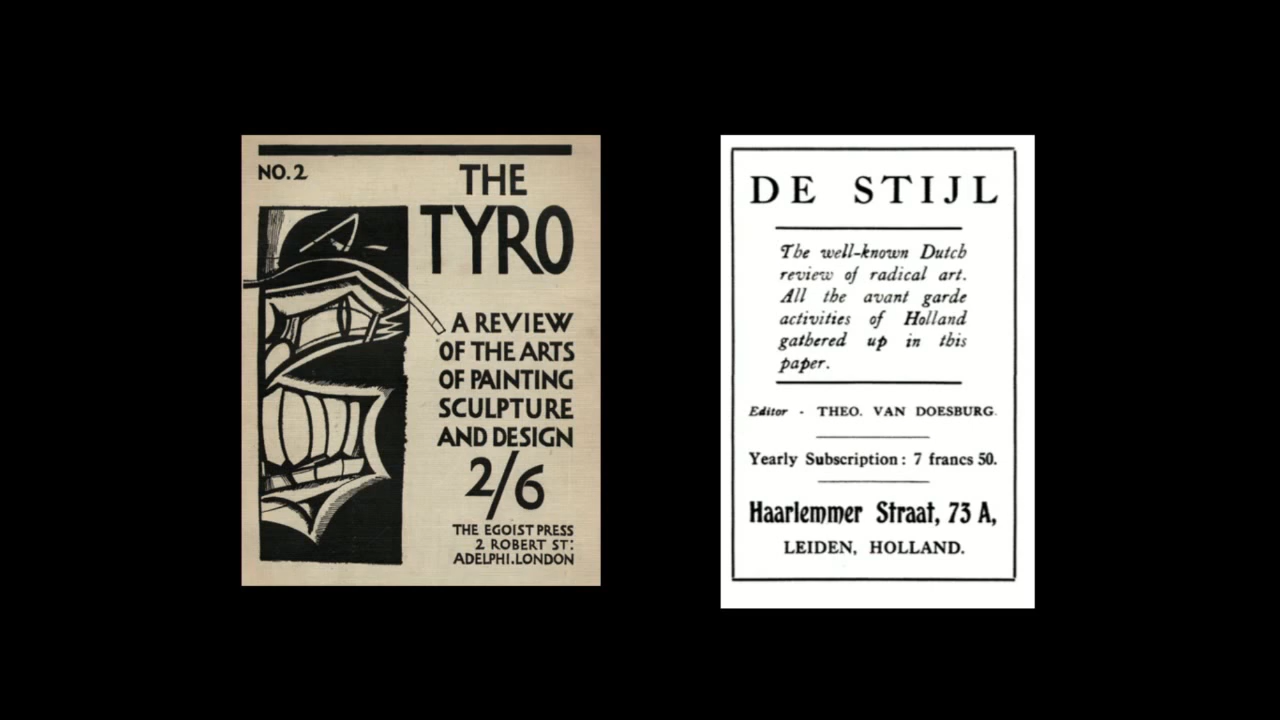 NO. 2
THE
TYRO
A REVIEW
OF THE ARTS
OF PAINTING
SCULPTURE
AND DESIGN
2/6
THE EGOIST PRESS
2 ROBERT ST:
ADELPHI. LONDON
DE STIJL
The well-known Dutch
review of radical art.
All the avant garde
activities of Holland
gathered up in this
paper.
Editor - THEO. VAN DOESBURG.
Yearly Subscription: 7 francs 50.
Haarlemmer Straat, 73 A,
LEIDEN, HOLLAND.